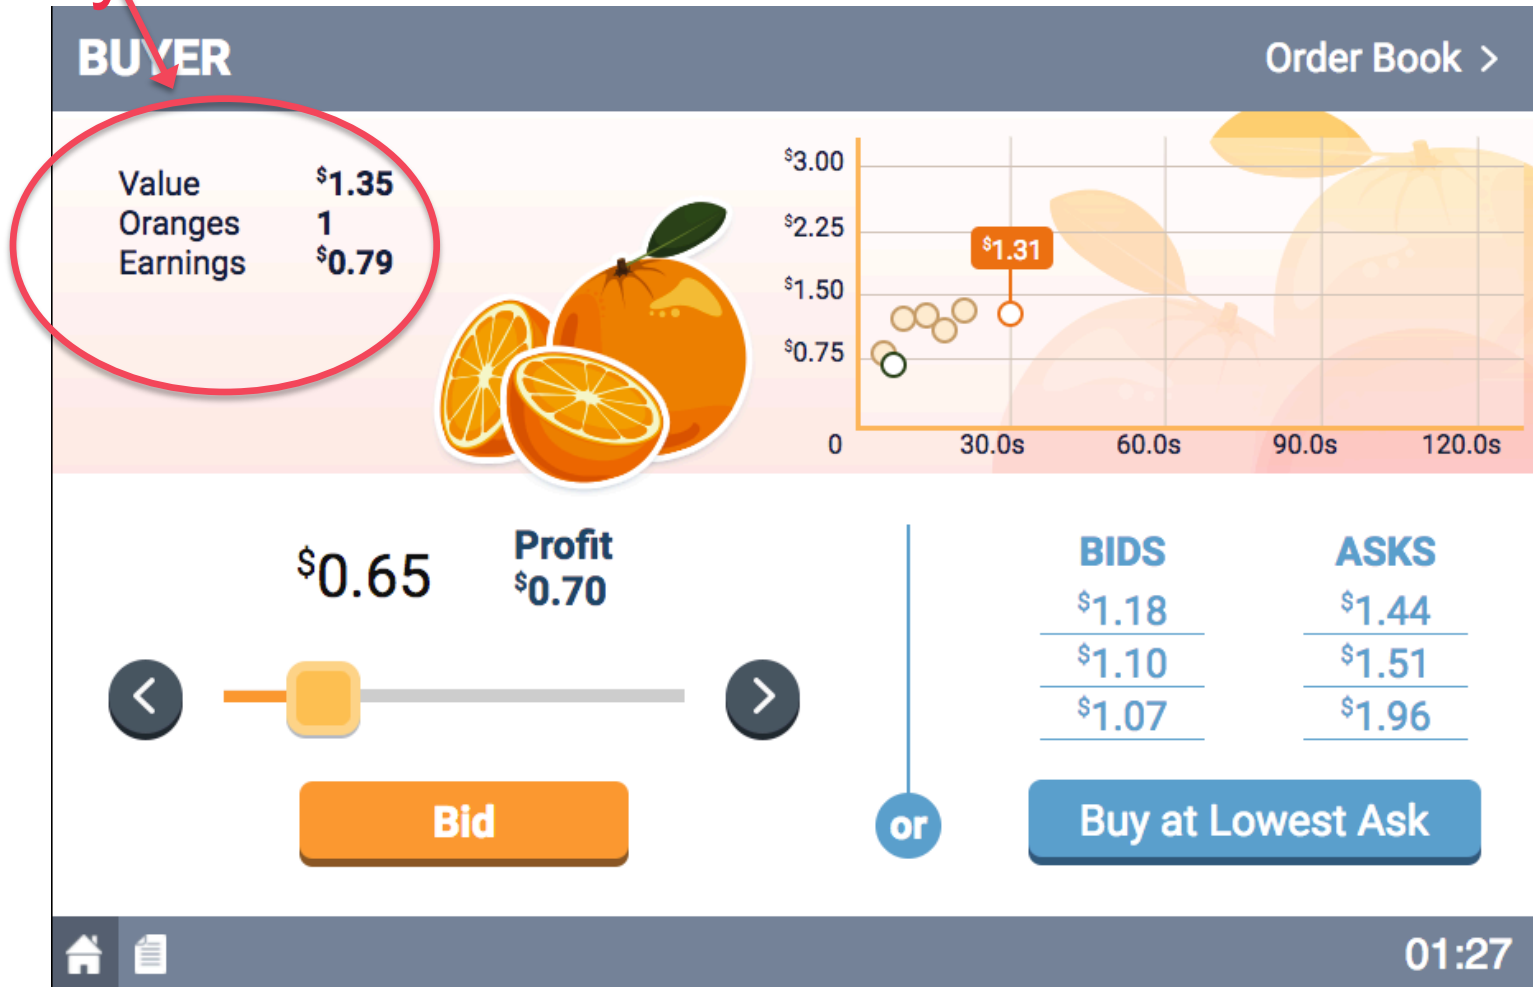 BUYER
Order Book >
Value $1.35
Oranges 1
Earnings $0.79
$3.00
$2.25
$1.50
$0.75
$1.31
0 30.0s 60.0s 90.0s 120.0s
$0.65
Profit
$0.70
Bid
or
BIDS ASKS
$1.18 $1.44
$1.10 $1.51
$1.07 $1.96
Buy at Lowest Ask
01:27